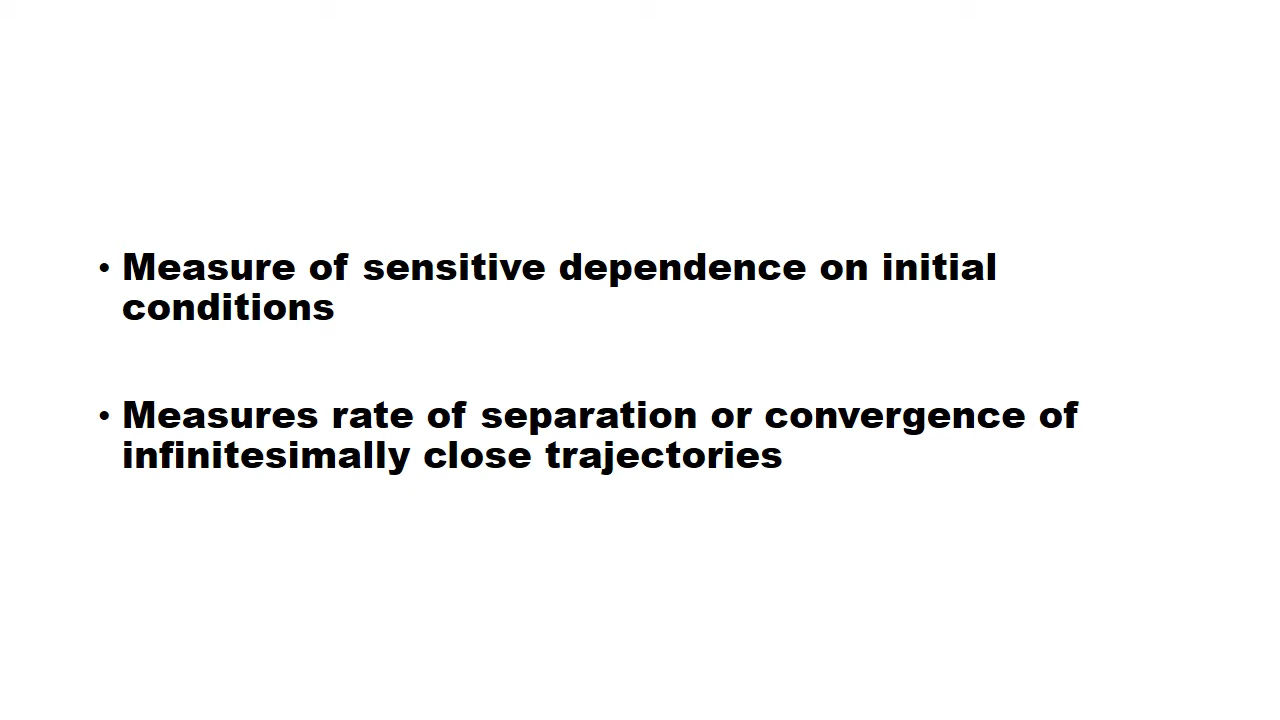 • Measure of sensitive dependence on initial
conditions
• Measures rate of separation or convergence of
infinitesimally close trajectories